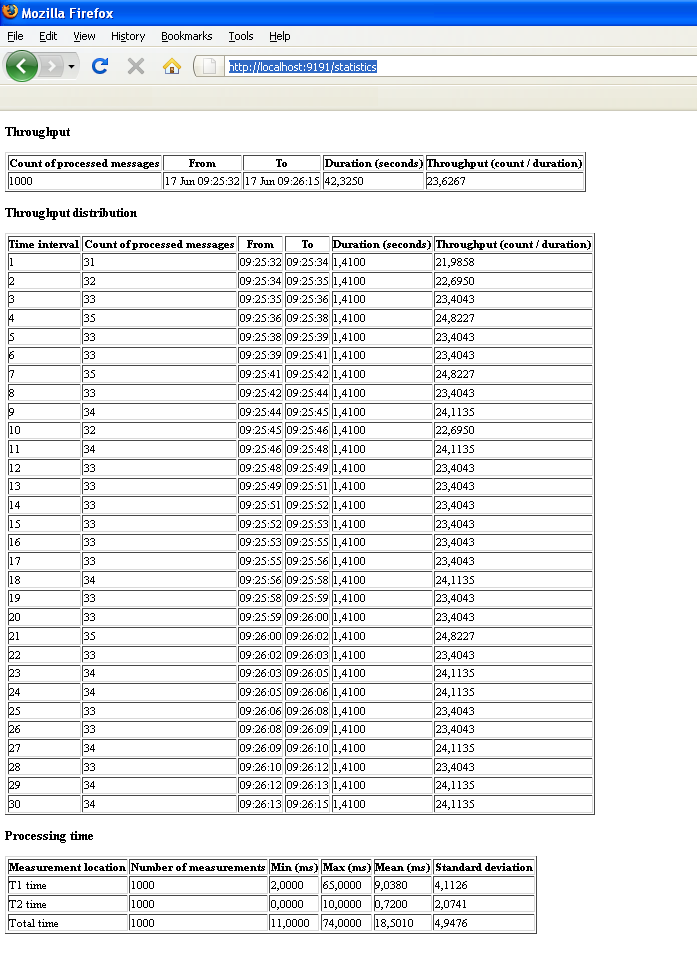 Mozilla Firefox
File Edit View History Bookmarks Tools Help
http://localhost:9191/statistics
Throughput
Count of processed messages From To Duration (seconds) Throughput (count / duration)
1000 17 Jun 09:25:32 17 Jun 09:26:15 42,3250 23,6267
Throughput distribution
Time interval Count of processed messages From To Duration (seconds) Throughput (count / duration)
1 31 09:25:32 09:25:34 1,4100 21,9858
2 32 09:25:34 09:25:35 1,4100 22,6950
3 33 09:25:35 09:25:36 1,4100 23,4043
4 35 09:25:36 09:25:38 1,4100 24,8227
5 33 09:25:38 09:25:39 1,4100 23,4043
6 33 09:25:39 09:25:41 1,4100 23,4043
7 35 09:25:41 09:25:42 1,4100 24,8227
8 33 09:25:42 09:25:44 1,4100 23,4043
9 34 09:25:44 09:25:45 1,4100 24,1135
10 32 09:25:45 09:25:46 1,4100 22,6950
11 34 09:25:46 09:25:48 1,4100 24,1135
12 33 09:25:48 09:25:49 1,4100 23,4043
13 33 09:25:49 09:25:51 1,4100 23,4043
14 33 09:25:51 09:25:52 1,4100 23,4043
15 33 09:25:52 09:25:53 1,4100 23,4043
16 33 09:25:53 09:25:55 1,4100 23,4043
17 33 09:25:55 09:25:56 1,4100 23,4043
18 34 09:25:56 09:25:58 1,4100 24,1135
19 33 09:25:58 09:25:59 1,4100 23,4043
20 33 09:25:59 09:26:00 1,4100 23,4043
21 35 09:26:00 09:26:02 1,4100 24,8227
22 33 09:26:02 09:26:03 1,4100 23,4043
23 34 09:26:03 09:26:05 1,4100 24,1135
24 34 09:26:05 09:26:06 1,4100 24,1135
25 33 09:26:06 09:26:08 1,4100 23,4043
26 33 09:26:08 09:26:09 1,4100 23,4043
27 34 09:26:09 09:26:10 1,4100 24,1135
28 33 09:26:10 09:26:12 1,4100 23,4043
29 34 09:26:12 09:26:13 1,4100 24,1135
30 34 09:26:13 09:26:15 1,4100 24,1135
Processing time
Measurement location Number of measurements Min (ms) Max (ms) Mean (ms) Standard deviation
T1 time 1000 2,0000 65,0000 9,0380 4,1126
T2 time 1000 0,0000 10,0000 0,7200 2,0741
Total time 1000 11,0000 74,0000 18,5010 4,9476